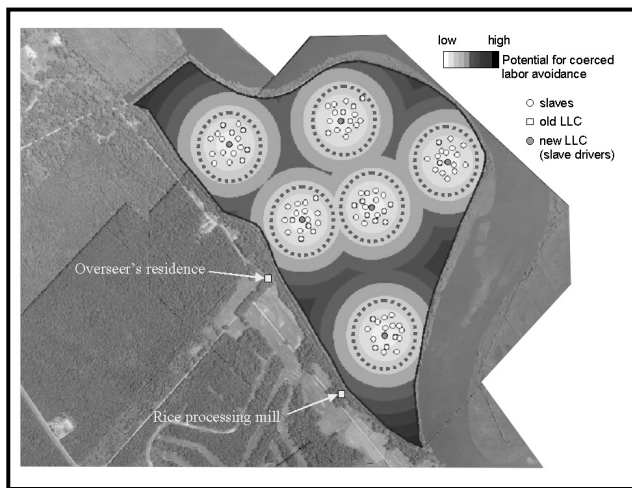 low high
Potential for coerced
labor avoidance
slaves
old LLC
new LLC
(slave drivers)
Overseer's residence
Rice processing mill